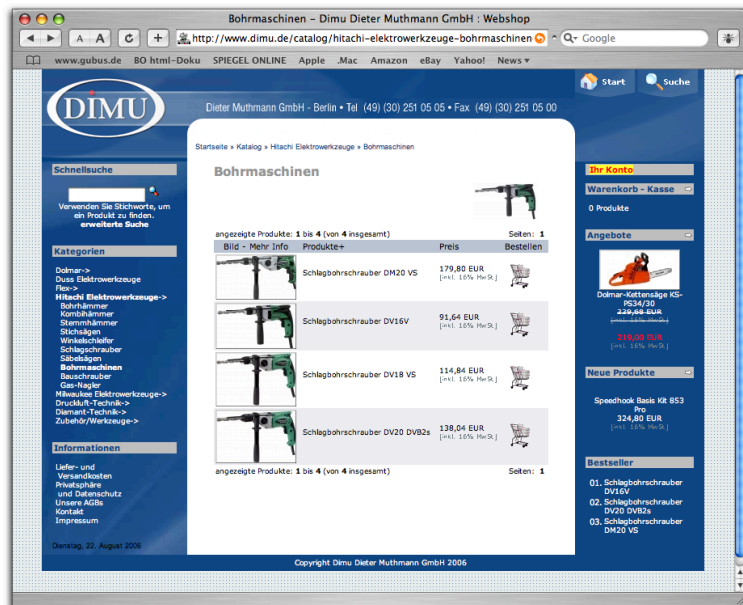 Bohrmaschinen – Dimu Dieter Muthmann GmbH : Webshop
A A C + http://www.dimu.de/catalog/hitachi-elektrowerkzeuge-bohrmaschinen Q- Google
www.gubus.de BO html-Doku SPIEGEL ONLINE Apple .Mac Amazon eBay Yahoo! News
Start Suche
DIMU
Dieter Muthmann GmbH - Berlin • Tel (49) (30) 251 05 05 • Fax (49) (30) 251 05 00
Startseite » Katalog » Hitachi Elektrowerkzeuge » Bohrmaschinen
Schnellsuche
Verwenden Sie Stichworte, um
ein Produkt zu finden.
erweiterte Suche
Kategorien
Dolmar->
Duss Elektrowerkzeuge
Flex->
Hitachi Elektrowerkzeuge->
Bohrhämmer
Kombihämmer
Stemmhämmer
Stichsägen
Winkelschleifer
Schlagschrauber
Säbelsägen
Bohrmaschinen
Bauschrauber
Gas-Nagler
Milwaukee Elektrowerkzeuge->
Druckluft-Technik->
Diamant-Technik->
Zubehör/Werkzeuge->
Informationen
Liefer- und
Versandkosten
Privatsphäre
und Datenschutz
Unsere AGBs
Kontakt
Impressum
Dienstag, 22. August 2006
Bohrmaschinen
angezeigte Produkte: 1 bis 4 (von 4 insgesamt) Seiten: 1
Bild - Mehr Info Produkte+ Preis Bestellen
Schlagbohrschrauber DM20 VS 179,80 EUR
[inkl. 16% MwSt.]
Schlagbohrschrauber DV16V 91,64 EUR
[inkl. 16% MwSt.]
Schlagbohrschrauber DV18 VS 114,84 EUR
[inkl. 16% MwSt.]
Schlagbohrschrauber DV20 DVB2s 138,04 EUR
[inkl. 16% MwSt.]
angezeigte Produkte: 1 bis 4 (von 4 insgesamt) Seiten: 1
Ihr Konto
Warenkorb - Kasse
0 Produkte
Angebote
Dolmar-Kettensäge KS-
PS34/30
229,68 EUR
[inkl. 16% MwSt.]
219,00 EUR
[inkl. 16% MwSt.]
Neue Produkte
Speedhook Basis Kit 853
Pro
324,80 EUR
[inkl. 16% MwSt.]
Bestseller
01. Schlagbohrschrauber
DV16V
02. Schlagbohrschrauber
DV20 DVB2s
03. Schlagbohrschrauber
DM20 VS
Copyright Dimu Dieter Muthmann GmbH 2006